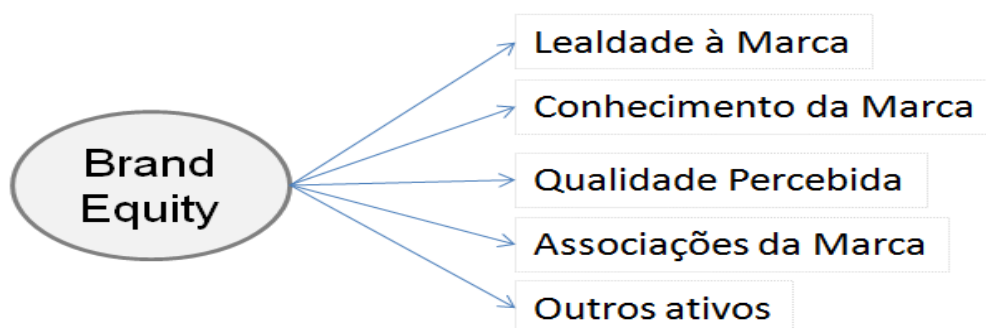 Brand
Equity
Lealdade à Marca
Conhecimento da Marca
Qualidade Percebida
Associações da Marca
Outros ativos